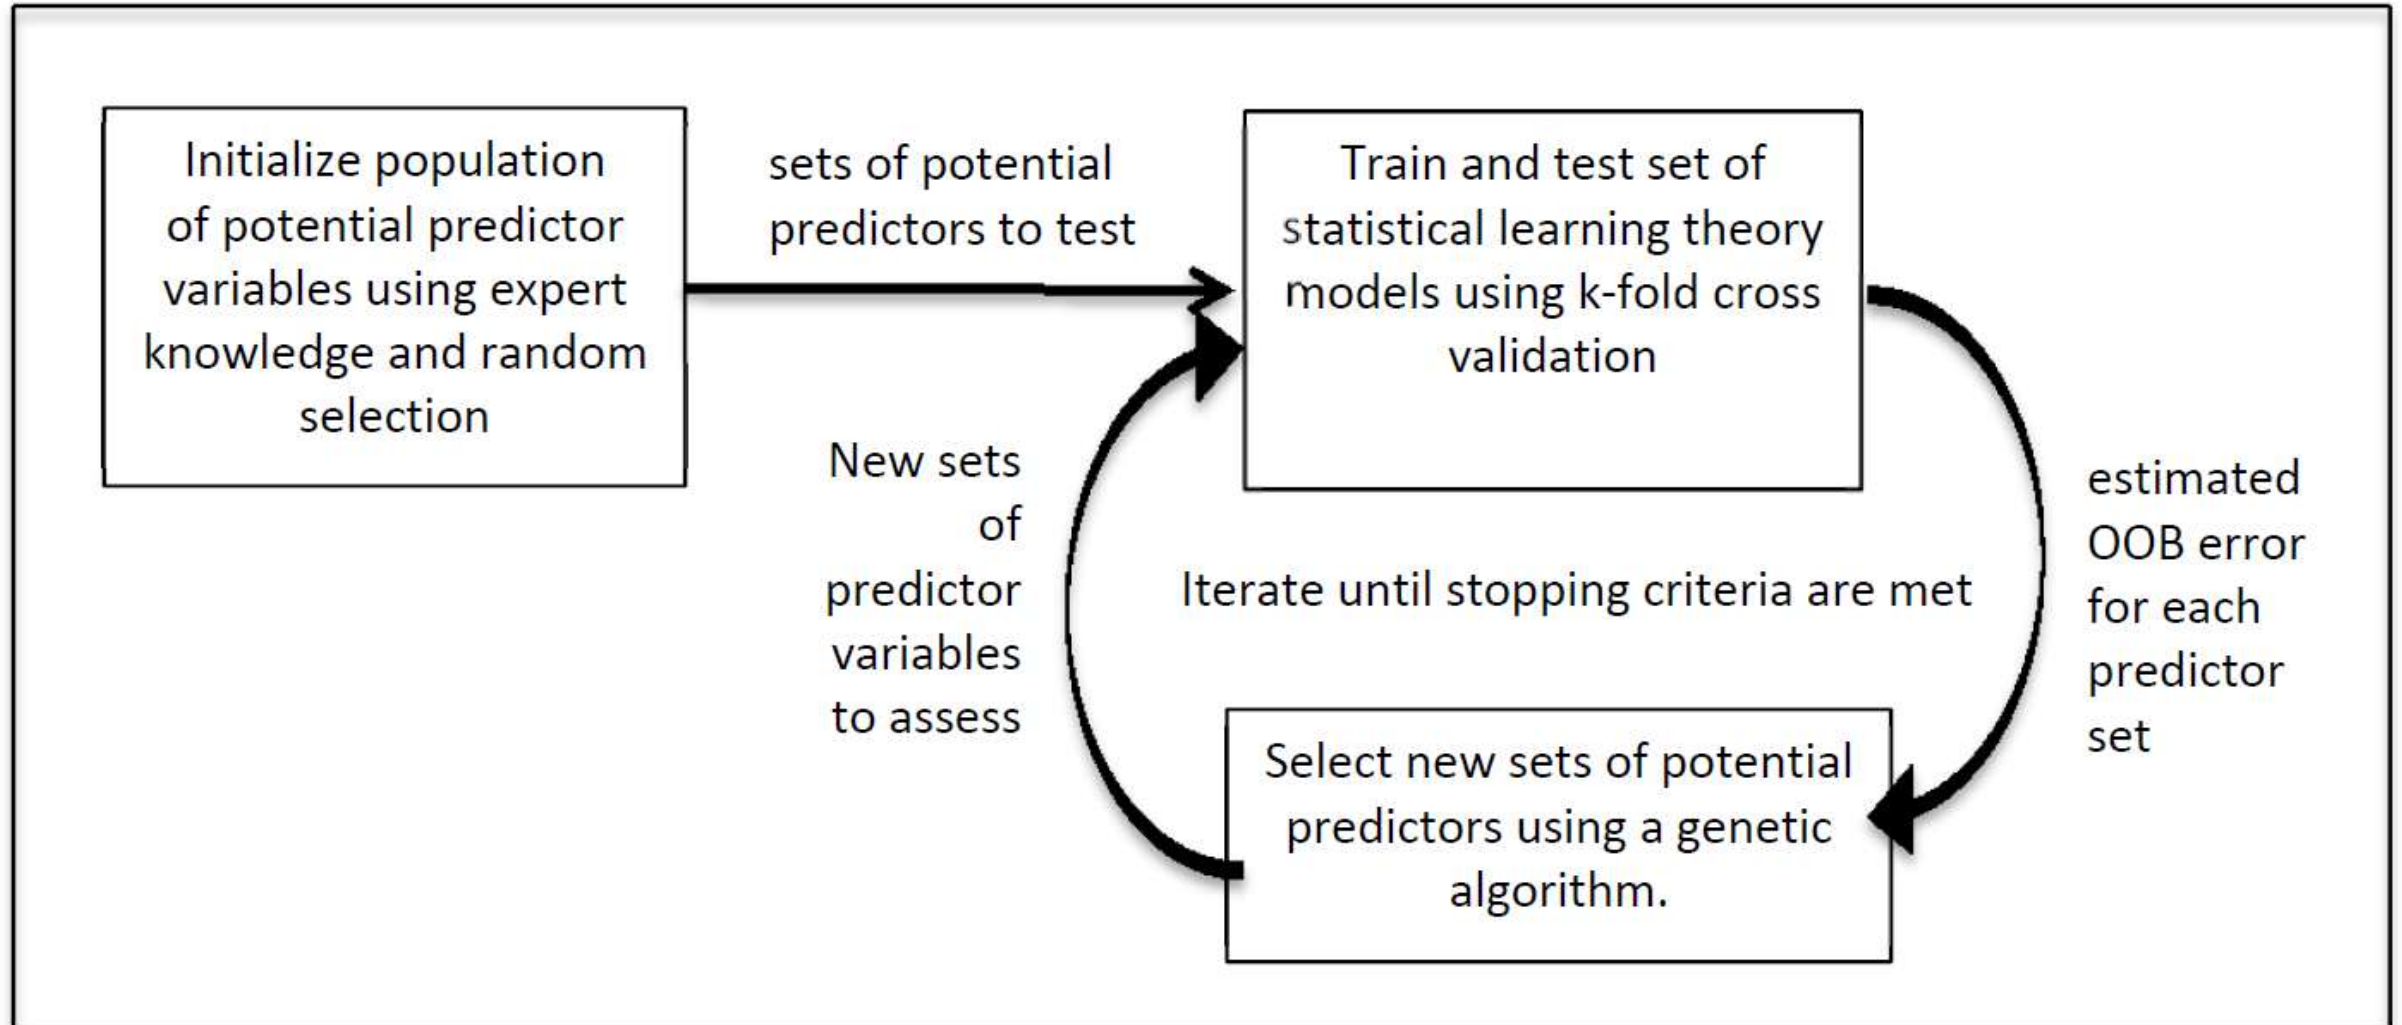 Initialize population
of potential predictor
variables using expert
knowledge and random
selection
sets of potential
predictors to test
Train and test set of
statistical learning theory
models using k-fold cross
validation
estimated
OOB error
for each
predictor
set
Iterate until stopping criteria are met
Select new sets of potential
predictors using a genetic
algorithm.
New sets
of
predictor
variables
to assess